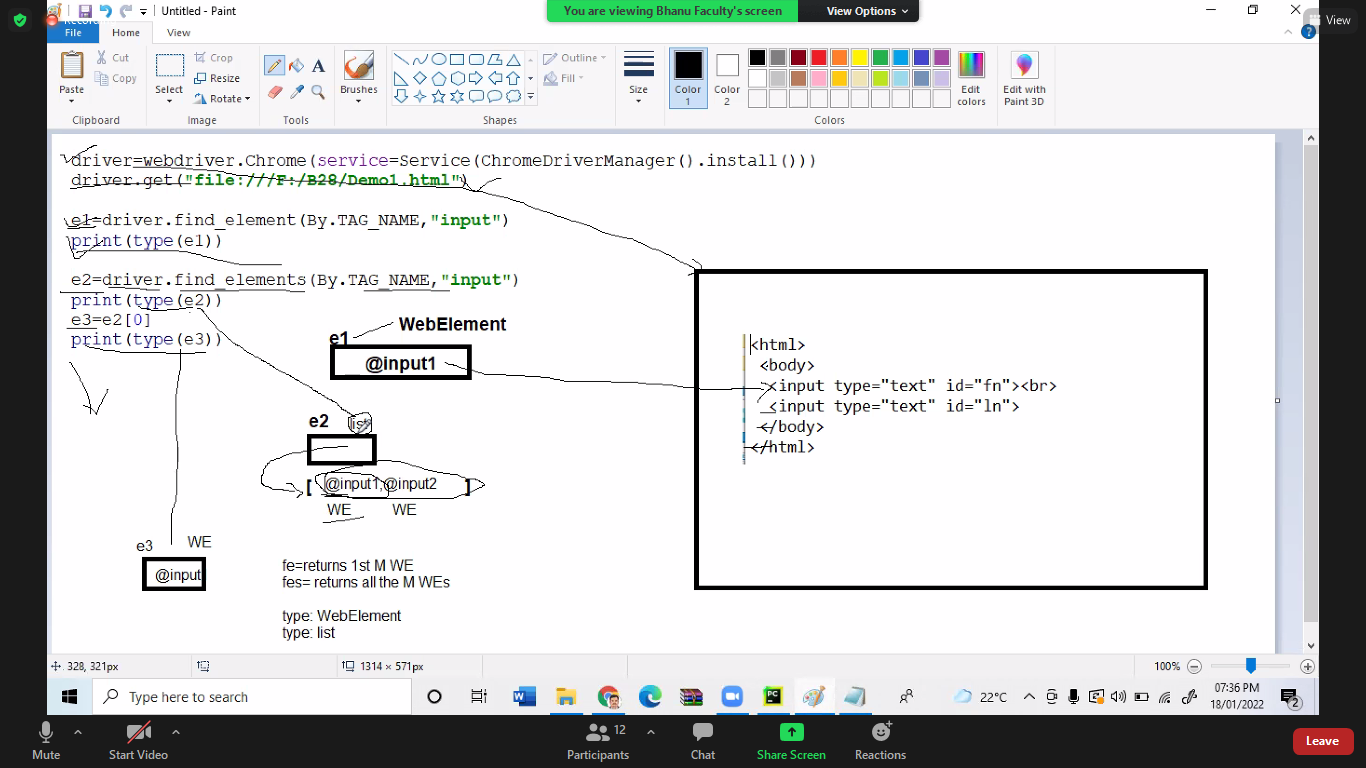 Untitled - Paint
You are viewing Bhanu Faculty's screen
View Options
View
File
Home
View
Paste
Cut
Copy
Clipboard
Select
Crop
Resize
Rotate
Image
A
Tools
Brushes
Outline
Fill
Shapes
Size
Color 1
Color 2
Edit colors
Edit with Paint 3D
Colors
driver=webdriver.Chrome(service=Service(ChromeDriverManager().install()))
driver.get("file:///F:/B28/Demo1.html")
e1=driver.find_element(By.TAG_NAME,"input")
print(type(e1))
e2=driver.find_elements(By.TAG_NAME,"input")
print(type(e2))
e3=e2[0]
print(type(e3))
WebElement
e1
@input1
e2
list
[ @input1,@input2 ]
WE WE
e3 WE
@input
fe=returns 1st M WE
fes= returns all the M WEs
type: WebElement
type: list
<html>
<body>
<input type="text" id="fn"><br>
<input type="text" id="ln">
</body>
</html>
328, 321px
1314 × 571px
100%
Type here to search
22°C
07:36 PM
18/01/2022
2
Mute
Start Video
Participants
12
Chat
Share Screen
Reactions
Leave